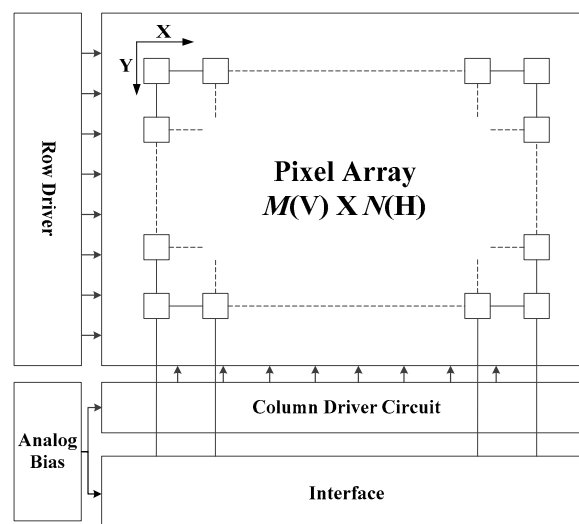 X
Y
Row Driver
Pixel Array
M(V) X N(H)
Column Driver Circuit
Analog
Bias
Interface